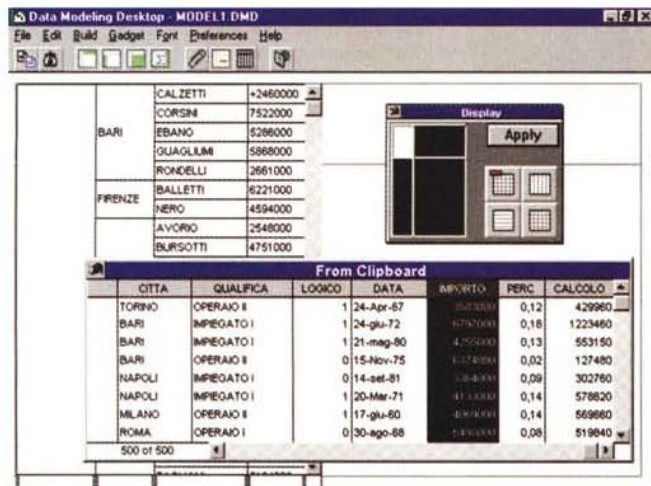 Data Modeling Desktop - MODEL1.DMD
File Edit Build Gadget Font Preferences Help
CALZETTI +2460000
CORSINI 7522000
BARI EBANO 5286000
GUAGLIUMI 5868000
RONDELLI 2661000
FIRENZE BALLETTI 6221000
NERO 4594000
AVORIO 2548000
BURSOTTI 4751000
Display
Apply
From Clipboard
CITTA QUALIFICA LOGICO DATA IMPORTO PERC CALCOLO
TORINO OPERAIO II 1 24-Apr-67 0,12 429960
BARI IMPIEGATO I 1 24-giu-72 6797000 0,18 1223460
BARI IMPIEGATO I 1 21-mag-80 4255000 0,13 553150
BARI IMPIEGATO II 0 15-Nov-75 0,02 127480
NAPOLI IMPIEGATO I 0 14-set-81 0,09 302760
NAPOLI IMPIEGATO I 1 20-Mar-71 4133000 0,14 578620
MILANO OPERAIO II 1 17-giu-60 4069000 0,14 569660
ROMA OPERAIO I 0 30-ago-68 0,08 519840
500 of 500